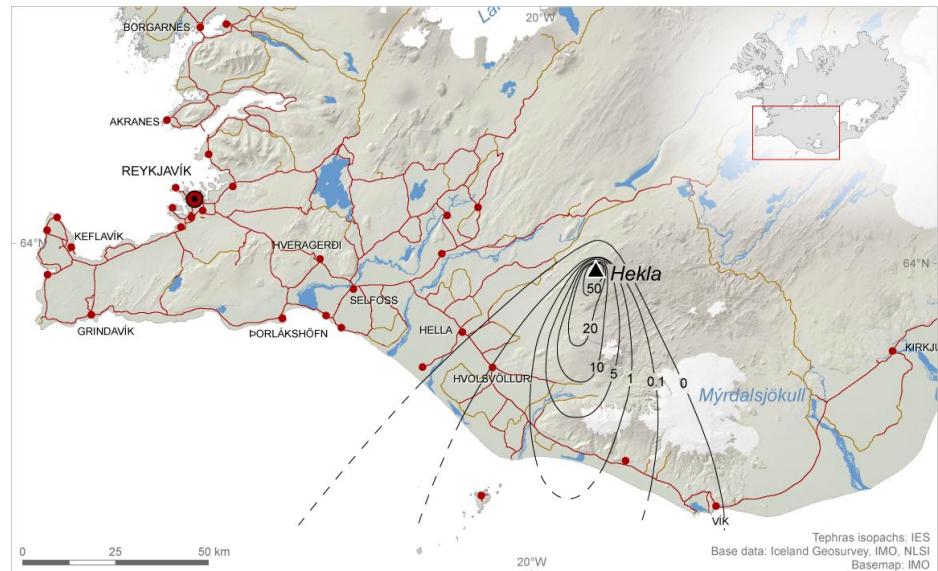 20°W
BORGARNES
AKRANES
REYKJAVÍK
64°N
KEFLAVÍK
HVERAGERÐI
Hekla
64°N
50
SELFOSS
GRINDAVÍK
ÞORLÁKSHÖFN
HELLA
20
KIRKJU
10
5
1
0.1
0
HVOLSVÖLLUR
Mýrdalsjökull
VÍK
0 25 50 km
20°W
Tephras isopachs: IES
Base data: Iceland Geosurvey, IMO, NLSI
Basemap: IMO